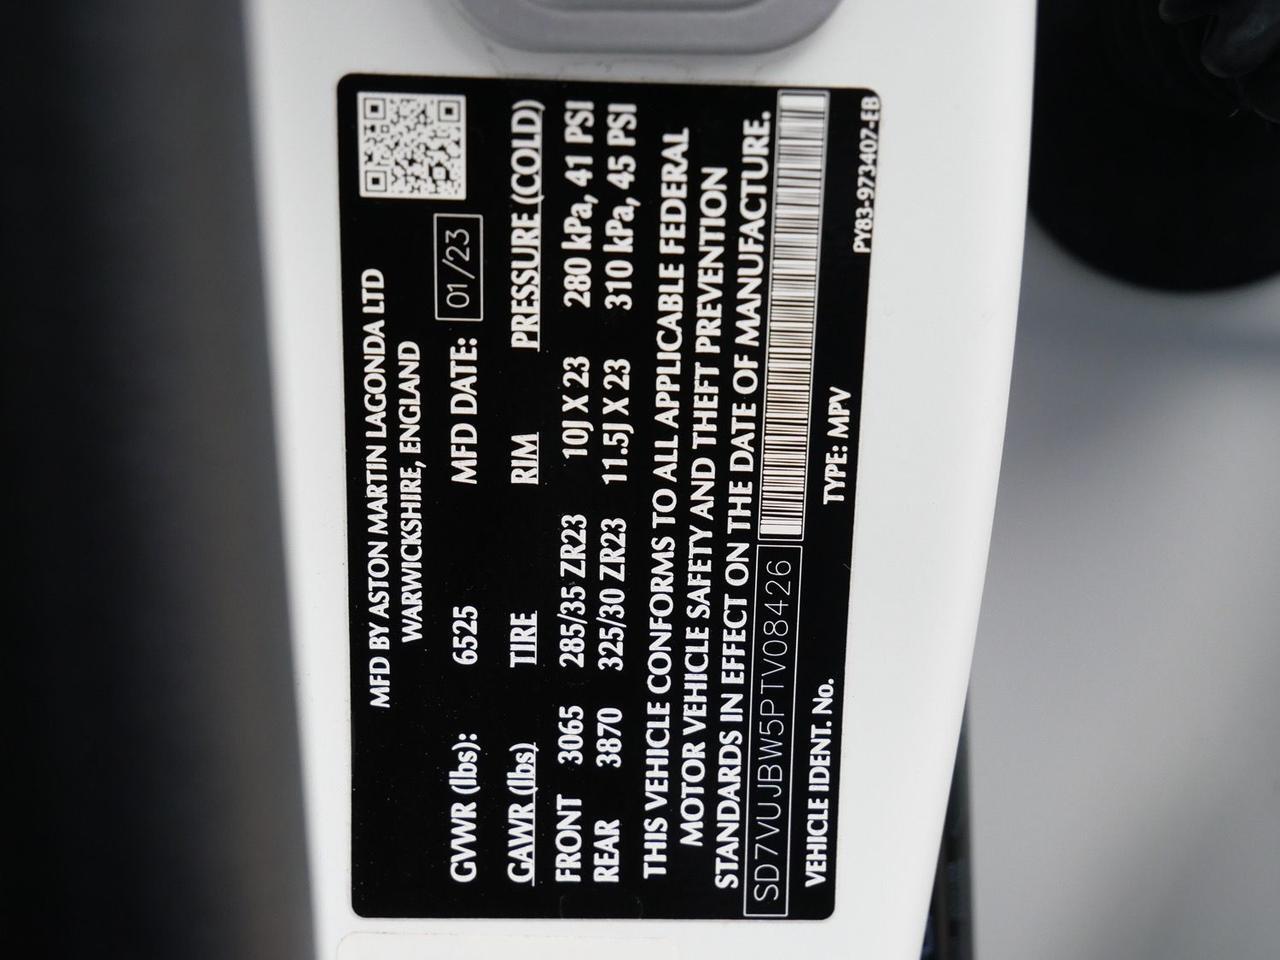 MFD BY ASTON MARTIN LAGONDA LTD
WARWICKSHIRE, ENGLAND
GVWR (lbs): 6525 MFD DATE: 01/23
GAWR (lbs) TIRE RIM PRESSURE (COLD)
FRONT 3065 285/35 ZR23 10J X 23 280 kPa, 41 PSI
REAR 3870 325/30 ZR23 11.5J X 23 310 kPa, 45 PSI
THIS VEHICLE CONFORMS TO ALL APPLICABLE FEDERAL
MOTOR VEHICLE SAFETY AND THEFT PREVENTION
STANDARDS IN EFFECT ON THE DATE OF MANUFACTURE.
SD7VUJBW5PTV08426
VEHICLE IDENT. No. TYPE: MPV
PY83-973407-EB